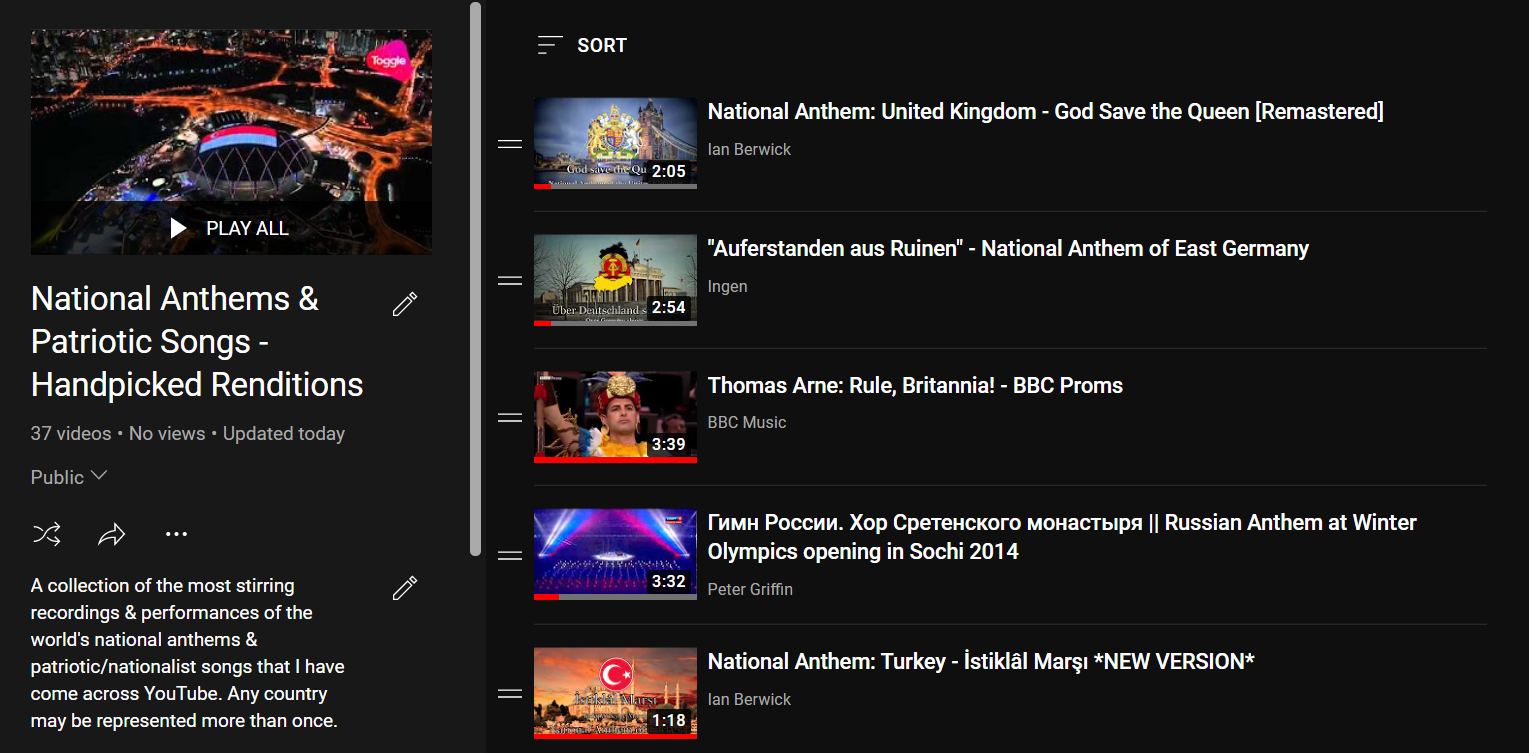 Toggle
PLAY ALL
National Anthems &
Patriotic Songs -
Handpicked Renditions
37 videos • No views • Updated today
Public
A collection of the most stirring
recordings & performances of the
world's national anthems &
patriotic/nationalist songs that I have
come across YouTube. Any country
may be represented more than once.
SORT
National Anthem: United Kingdom - God Save the Queen [Remastered]
Ian Berwick
God save the Qu
2:05
"Auferstanden aus Ruinen" - National Anthem of East Germany
Ingen
Über Deutschland s
2:54
Thomas Arne: Rule, Britannia! - BBC Proms
BBC Music
3:39
Гимн России. Хор Сретенского монастыря || Russian Anthem at Winter
Olympics opening in Sochi 2014
Peter Griffin
3:32
National Anthem: Turkey - İstiklâl Marşı *NEW VERSION*
Ian Berwick
İstiklâl Marşı
1:18